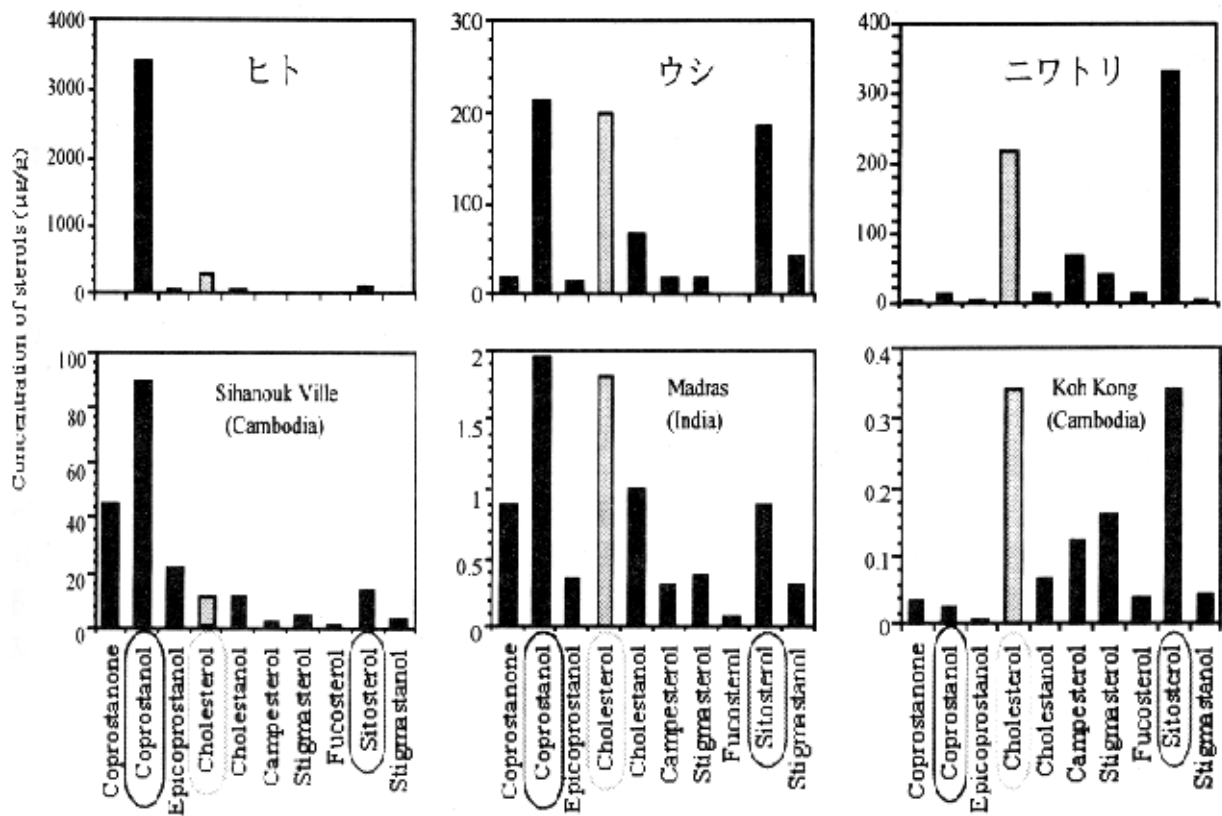 Concentration of sterols (µg/g)
4000
3000
2000
1000
0
ヒト
300
200
100
0
ウシ
400
300
200
100
0
ニワトリ
100
80
60
40
20
0
Sihanouk Ville
(Cambodia)
2
1.5
1
0.5
0
Madras
(India)
0.4
0.3
0.2
0.1
0
Koh Kong
(Cambodia)
Coprostanone
Coprostanol
Epicoprostanol
Cholesterol
Cholestanol
Campesterol
Stigmasterol
Fucosterol
Sitosterol
Stigmastanol
Coprostanone
Coprostanol
Epicoprostanol
Cholesterol
Cholestanol
Campesterol
Stigmasterol
Fucosterol
Sitosterol
Stigmastanol
Coprostanone
Coprostanol
Epicoprostanol
Cholesterol
Cholestanol
Campesterol
Stigmasterol
Fucosterol
Sitosterol
Stigmastanol